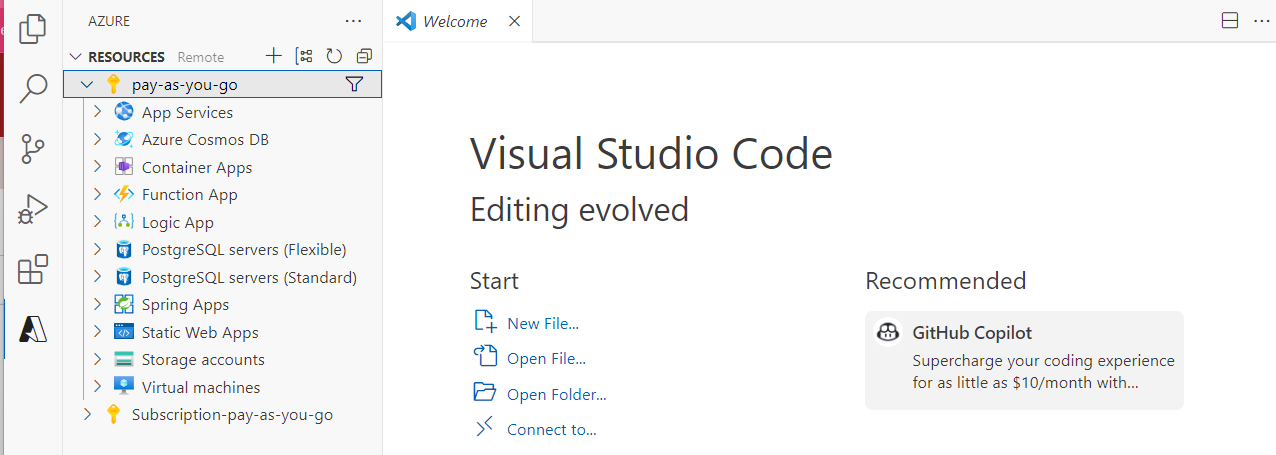 AZURE
RESOURCES Remote
pay-as-you-go
App Services
Azure Cosmos DB
Container Apps
Function App
Logic App
PostgreSQL servers (Flexible)
PostgreSQL servers (Standard)
Spring Apps
Static Web Apps
Storage accounts
Virtual machines
Subscription-pay-as-you-go
Welcome
Visual Studio Code
Editing evolved
Start
New File...
Open File...
Open Folder...
Connect to...
Recommended
GitHub Copilot
Supercharge your coding experience
for as little as $10/month with...